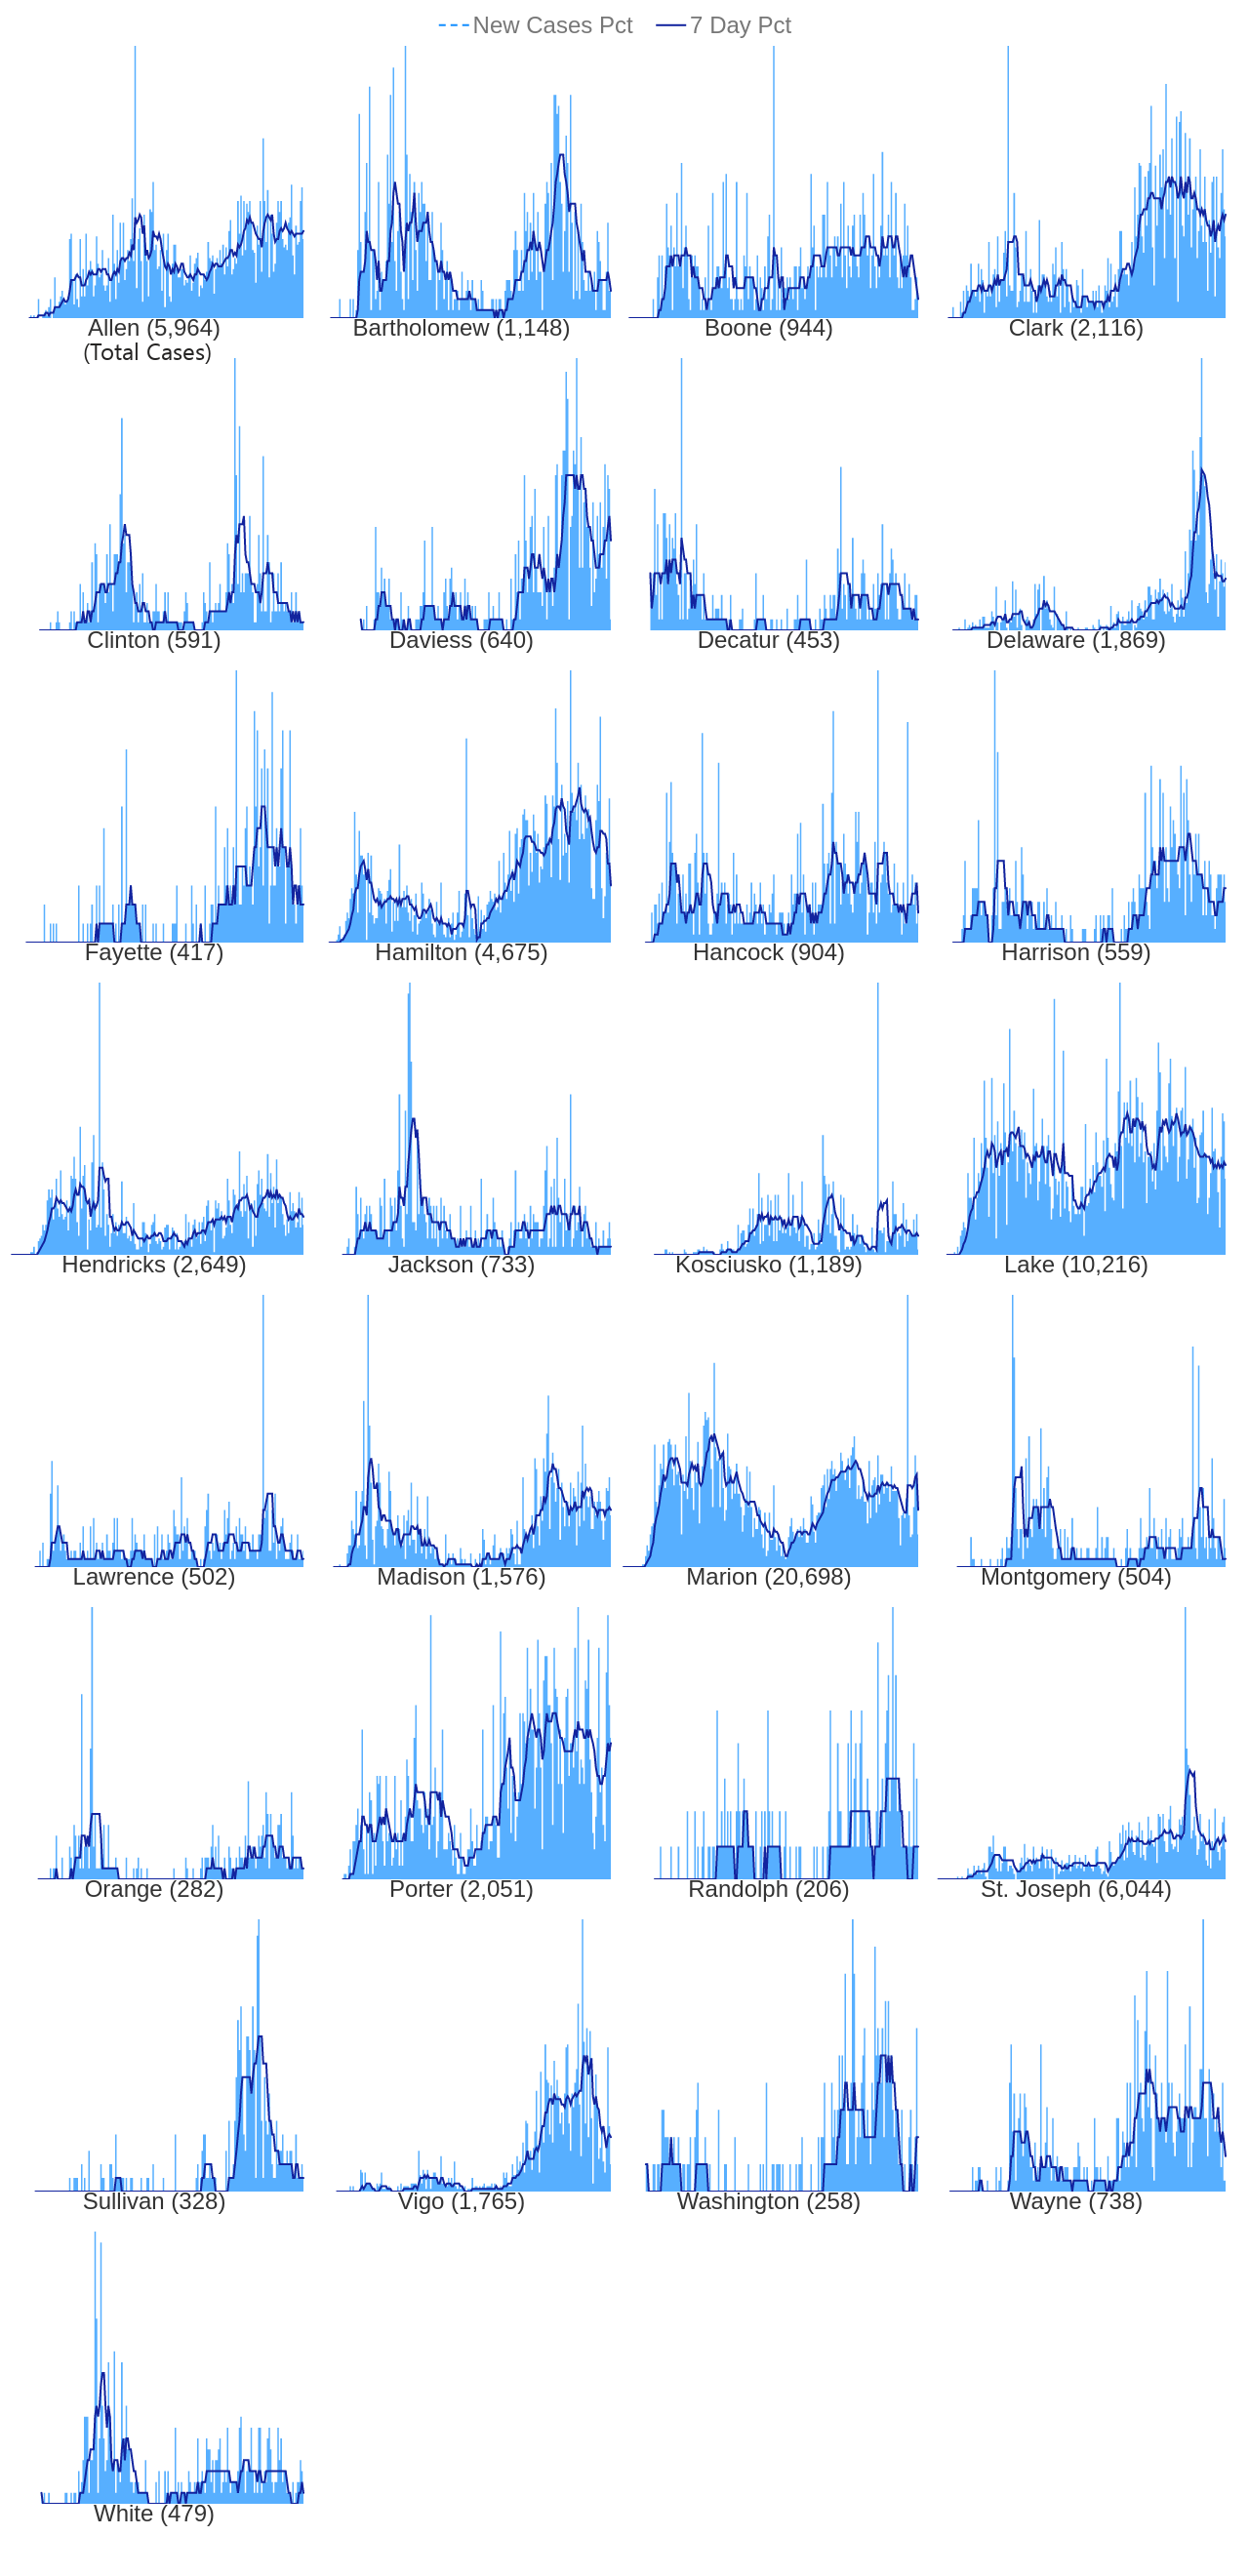 New Cases Pct 7 Day Pct
Allen (5,964) Bartholomew (1,148) Boone (944) Clark (2,116)
(Total Cases)
Clinton (591) Daviess (640) Decatur (453) Delaware (1,869)
Fayette (417) Hamilton (4,675) Hancock (904) Harrison (559)
Hendricks (2,649) Jackson (733) Kosciusko (1,189) Lake (10,216)
Lawrence (502) Madison (1,576) Marion (20,698) Montgomery (504)
Orange (282) Porter (2,051) Randolph (206) St. Joseph (6,044)
Sullivan (328) Vigo (1,765) Washington (258) Wayne (738)
White (479)